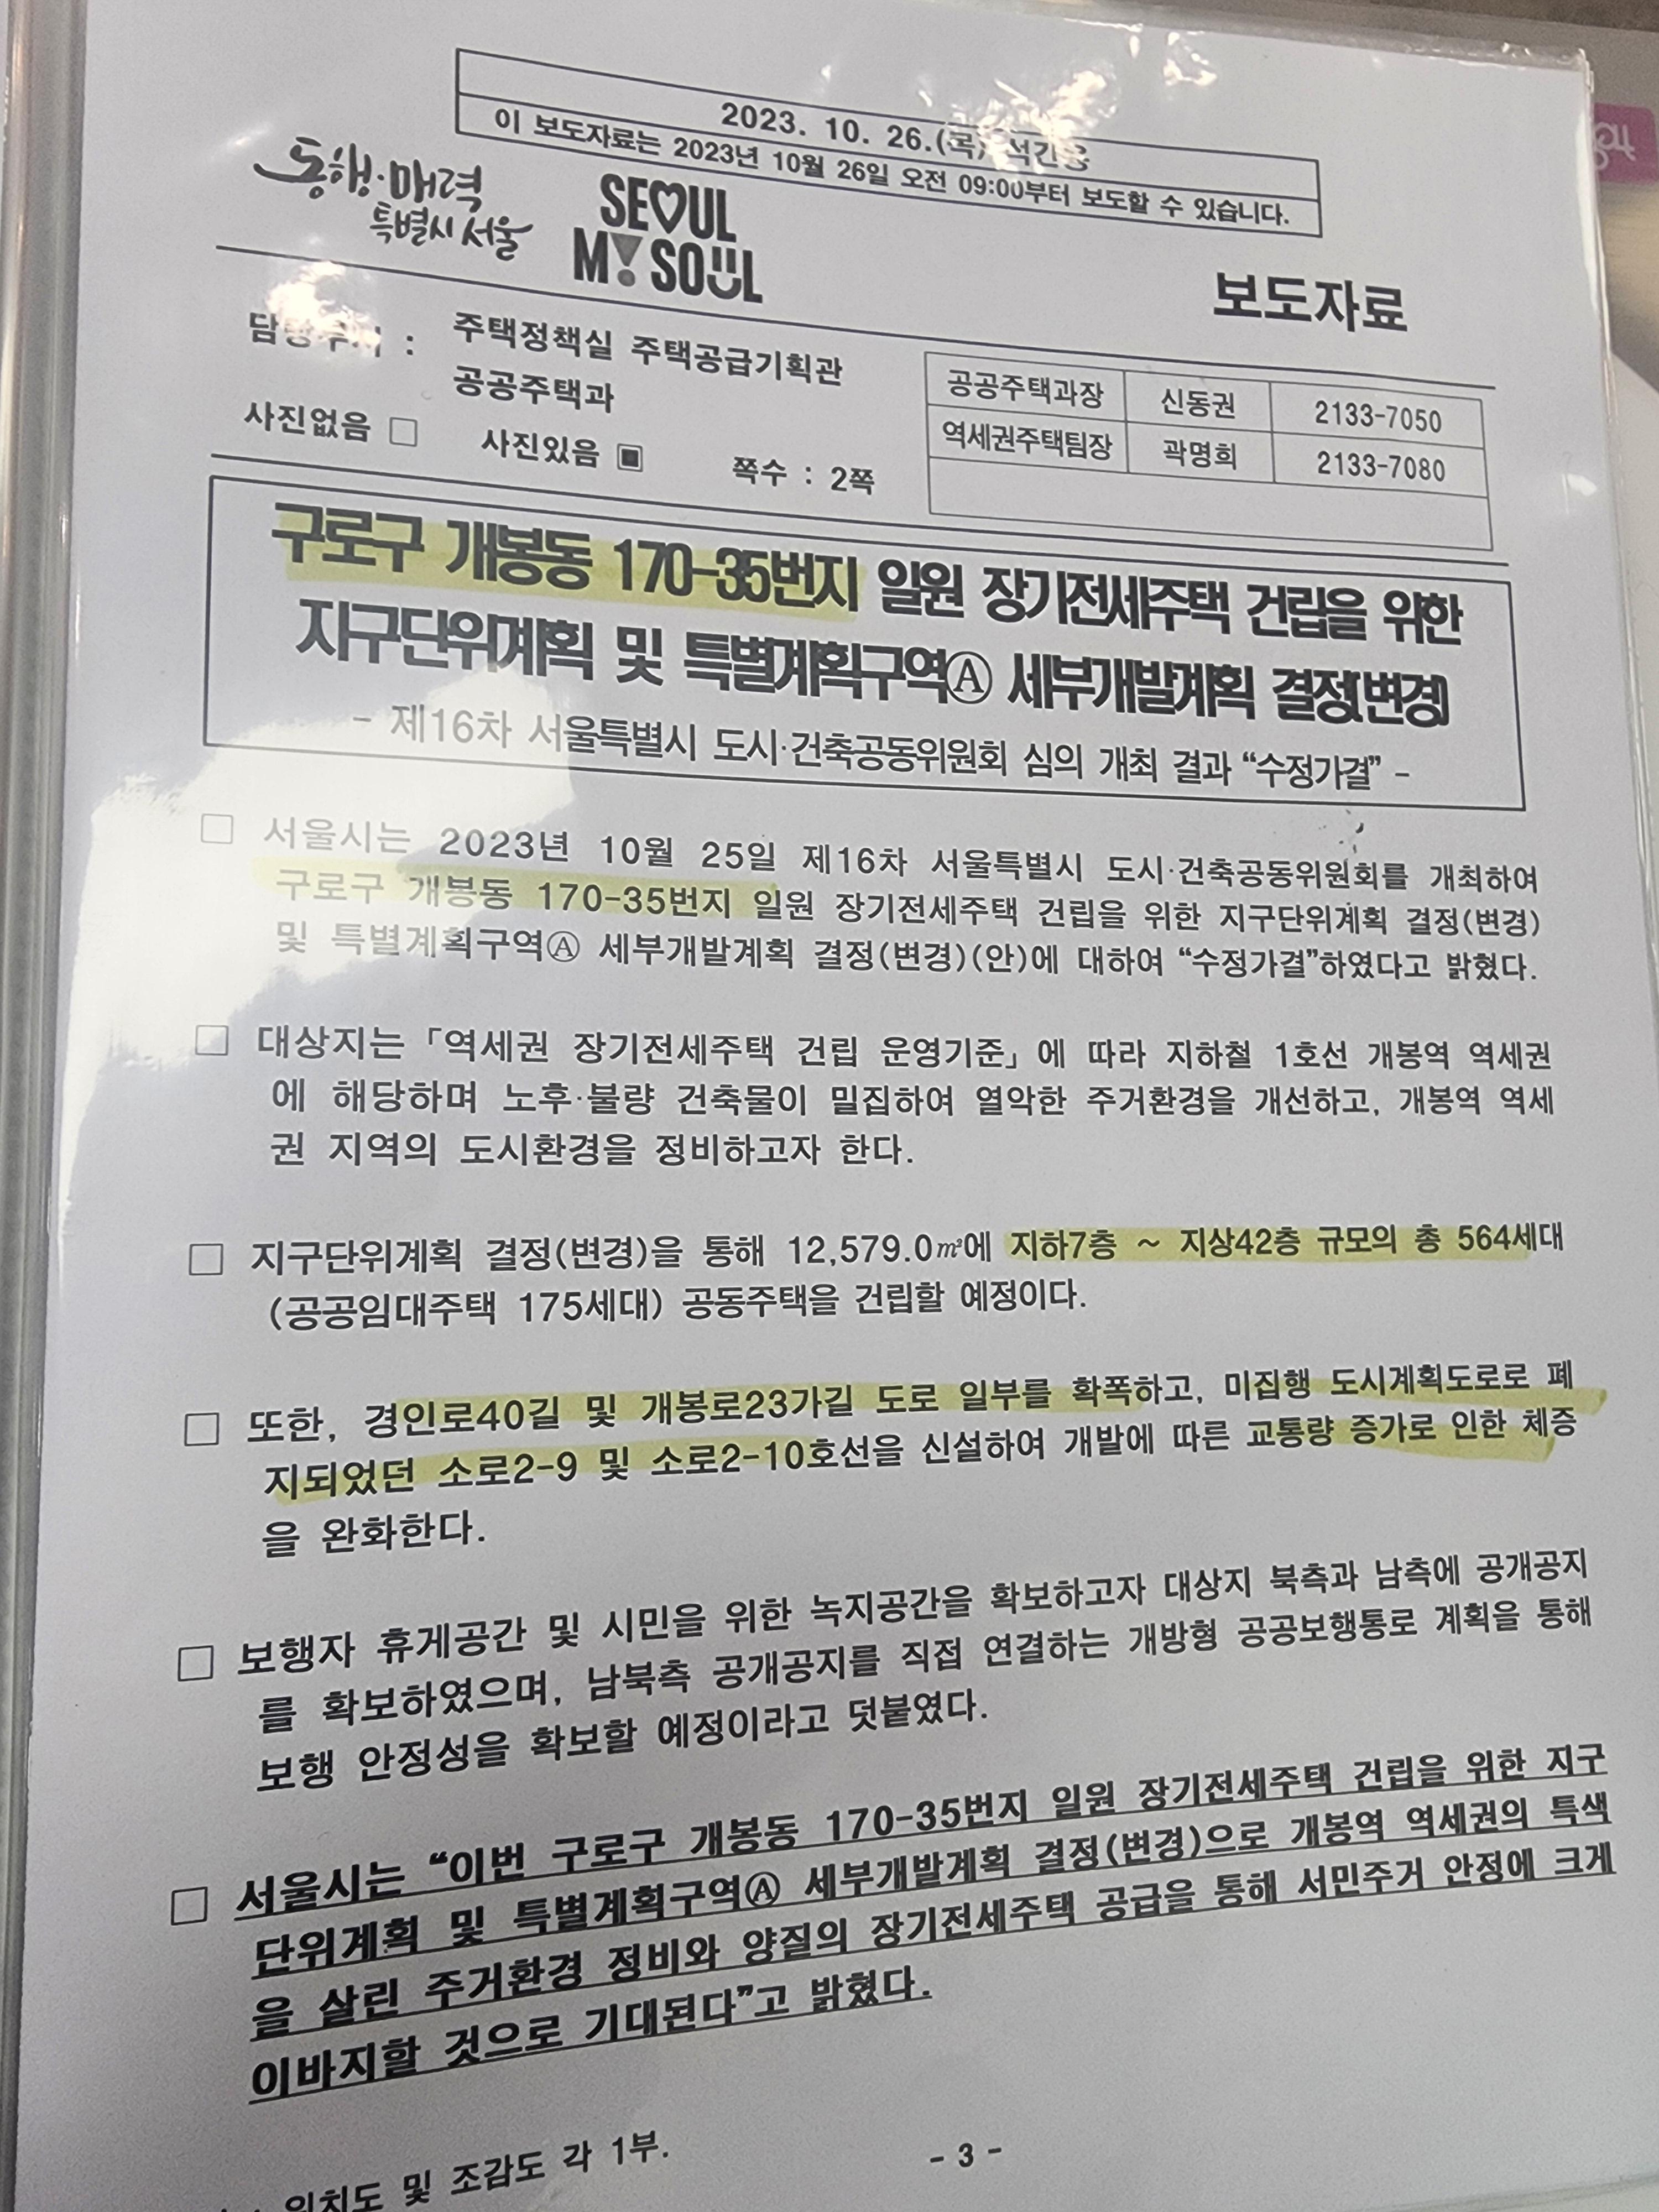 2023. 10. 26.(목) 석간용
이 보도자료는 2023년 10월 26일 오전 09:00부터 보도할 수 있습니다.
동행·매력
특별시 서울
SEOUL
MY SOUL
보도자료
담당부서 : 주택정책실 주택공급기획관
공공주택과
사진없음 □ 사진있음 ▣ 쪽수 : 2쪽
공공주택과장 신동권 2133-7050
역세권주택팀장 곽명희 2133-7080
구로구 개봉동 170-35번지 일원 장기전세주택 건립을 위한
지구단위계획 및 특별계획구역Ⓐ 세부개발계획 결정(변경)
- 제16차 서울특별시 도시·건축공동위원회 심의 개최 결과 “수정가결” -
□ 서울시는 2023년 10월 25일 제16차 서울특별시 도시·건축공동위원회를 개최하여
구로구 개봉동 170-35번지 일원 장기전세주택 건립을 위한 지구단위계획 결정(변경)
및 특별계획구역Ⓐ 세부개발계획 결정(변경)(안)에 대하여 “수정가결”하였다고 밝혔다.
□ 대상지는 「역세권 장기전세주택 건립 운영기준」에 따라 지하철 1호선 개봉역 역세권
에 해당하며 노후·불량 건축물이 밀집하여 열악한 주거환경을 개선하고, 개봉역 역세
권 지역의 도시환경을 정비하고자 한다.
□ 지구단위계획 결정(변경)을 통해 12,579.0㎡에 지하7층 ~ 지상42층 규모의 총 564세대
(공공임대주택 175세대) 공동주택을 건립할 예정이다.
□ 또한, 경인로40길 및 개봉로23가길 도로 일부를 확폭하고, 미집행 도시계획도로로 폐
지되었던 소로2-9 및 소로2-10호선을 신설하여 개발에 따른 교통량 증가로 인한 체증
을 완화한다.
□ 보행자 휴게공간 및 시민을 위한 녹지공간을 확보하고자 대상지 북측과 남측에 공개공지
를 확보하였으며, 남북측 공개공지를 직접 연결하는 개방형 공공보행통로 계획을 통해
보행 안정성을 확보할 예정이라고 덧붙였다.
□ 서울시는 “이번 구로구 개봉동 170-35번지 일원 장기전세주택 건립을 위한 지구
단위계획 및 특별계획구역Ⓐ 세부개발계획 결정(변경)으로 개봉역 역세권의 특색
을 살린 주거환경 정비와 양질의 장기전세주택 공급을 통해 서민주거 안정에 크게
이바지할 것으로 기대된다”고 밝혔다.
위치도 및 조감도 각 1부.
- 3 -